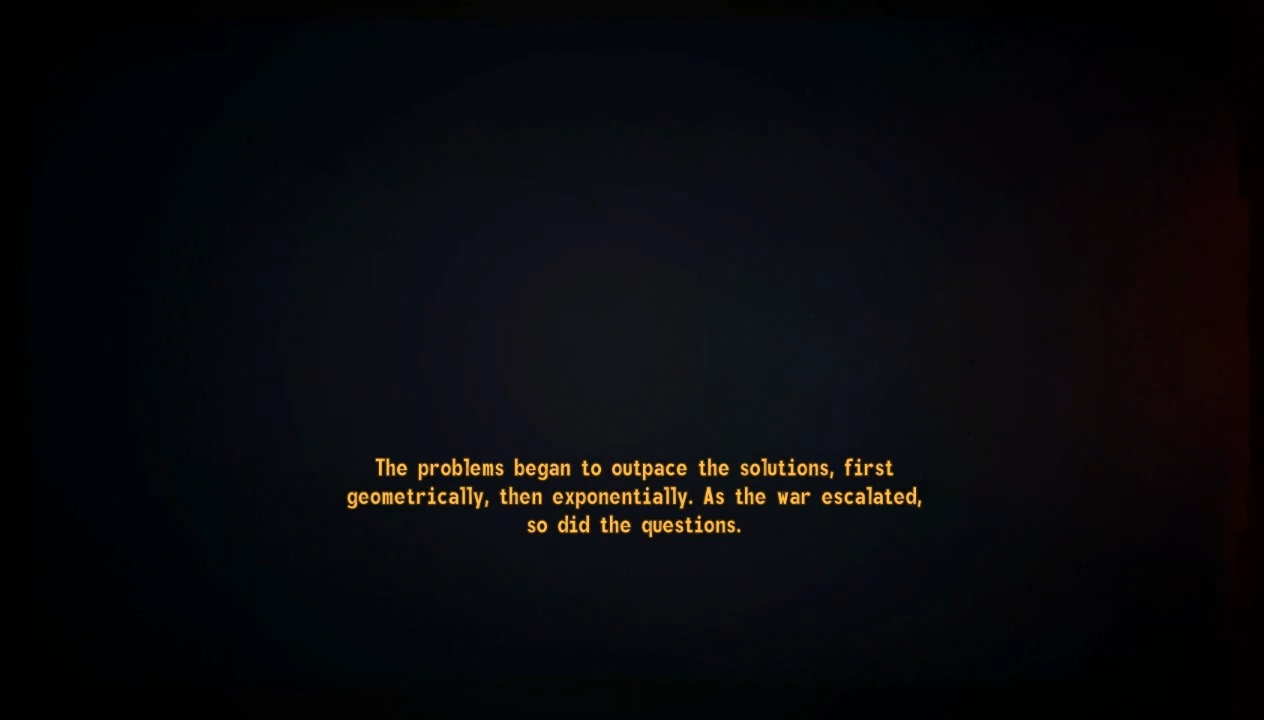 The problems began to outpace the solutions, first
geometrically, then exponentially. As the war escalated,
so did the questions.